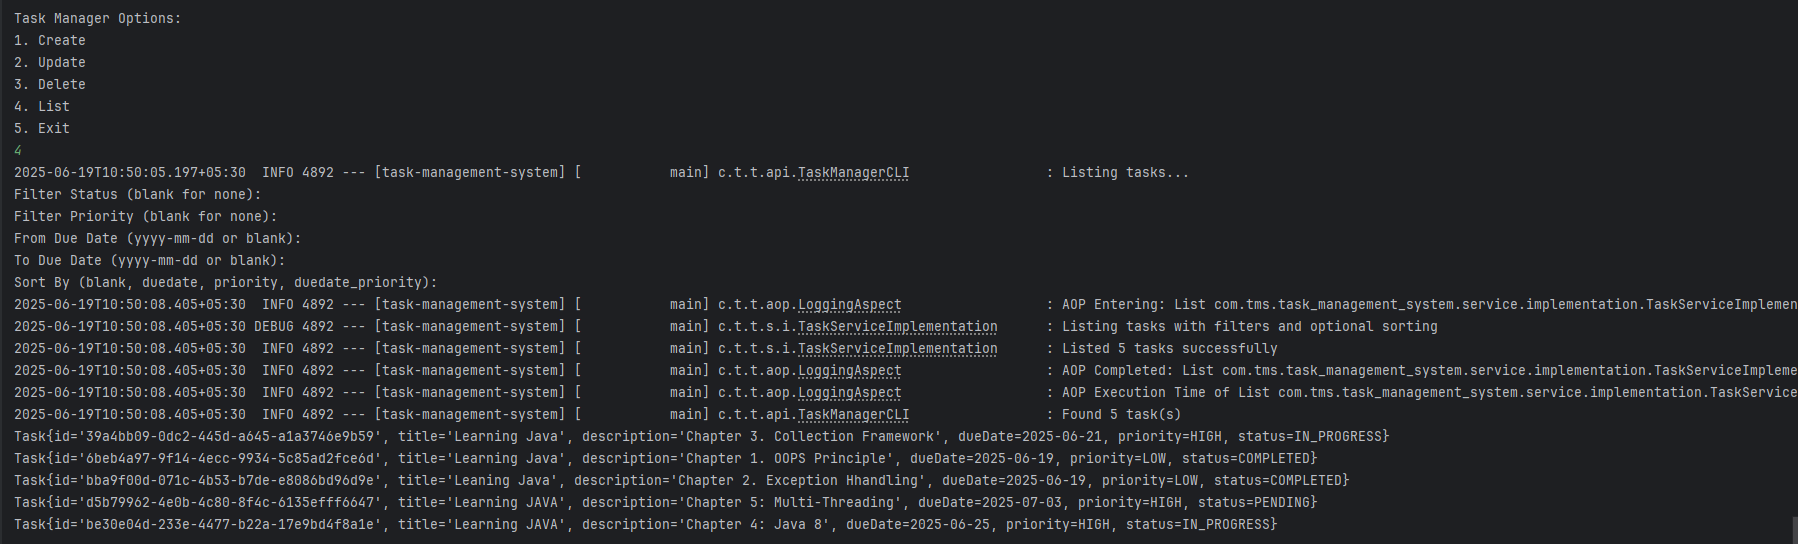 Task Manager Options:
1. Create
2. Update
3. Delete
4. List
5. Exit
4
2025-06-19T10:50:05.197+05:30  INFO 4892 --- [task-management-system] [           main] c.t.t.api.TaskManagerCLI                 : Listing tasks...
Filter Status (blank for none):
Filter Priority (blank for none):
From Due Date (yyyy-mm-dd or blank):
To Due Date (yyyy-mm-dd or blank):
Sort By (blank, duedate, priority, duedate_priority):
2025-06-19T10:50:08.405+05:30  INFO 4892 --- [task-management-system] [           main] c.t.t.aop.LoggingAspect                  : AOP Entering: List com.tms.task_management_system.service.implementation.TaskServiceImplemen
2025-06-19T10:50:08.405+05:30 DEBUG 4892 --- [task-management-system] [           main] c.t.t.s.i.TaskServiceImplementation      : Listing tasks with filters and optional sorting
2025-06-19T10:50:08.405+05:30  INFO 4892 --- [task-management-system] [           main] c.t.t.s.i.TaskServiceImplementation      : Listed 5 tasks successfully
2025-06-19T10:50:08.405+05:30  INFO 4892 --- [task-management-system] [           main] c.t.t.aop.LoggingAspect                  : AOP Completed: List com.tms.task_management_system.service.implementation.TaskServiceImpleme
2025-06-19T10:50:08.405+05:30  INFO 4892 --- [task-management-system] [           main] c.t.t.aop.LoggingAspect                  : AOP Execution Time of List com.tms.task_management_system.service.implementation.TaskService
2025-06-19T10:50:08.405+05:30  INFO 4892 --- [task-management-system] [           main] c.t.t.api.TaskManagerCLI                 : Found 5 task(s)
Task{id='39a4bb09-0dc2-445d-a645-a1a3746e9b59', title='Learning Java', description='Chapter 3. Collection Framework', dueDate=2025-06-21, priority=HIGH, status=IN_PROGRESS}
Task{id='6beb4a97-9f14-4ecc-9934-5c85ad2fce6d', title='Learning Java', description='Chapter 1. OOPS Principle', dueDate=2025-06-19, priority=LOW, status=COMPLETED}
Task{id='bba9f00d-071c-4b53-b7de-e8086bd96d9e', title='Leaning Java', description='Chapter 2. Exception Hhandling', dueDate=2025-06-19, priority=LOW, status=COMPLETED}
Task{id='d5b79962-4e0b-4c80-8f4c-6135efff6647', title='Learning JAVA', description='Chapter 5: Multi-Threading', dueDate=2025-07-03, priority=HIGH, status=PENDING}
Task{id='be30e04d-233e-4477-b22a-17e9bd4f8a1e', title='Learning JAVA', description='Chapter 4: Java 8', dueDate=2025-06-25, priority=HIGH, status=IN_PROGRESS}